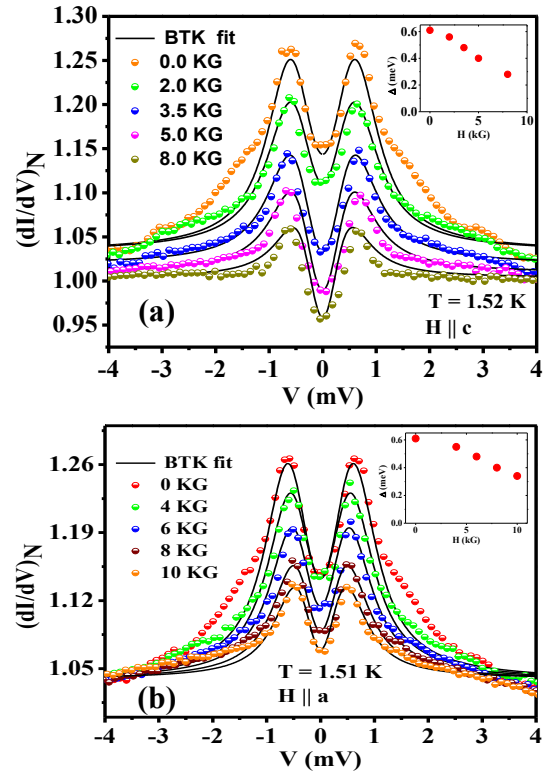 1.30
1.25
1.20
1.15
1.10
1.05
1.00
0.95
(dI/dV)N
BTK fit
0.0 KG
2.0 KG
3.5 KG
5.0 KG
8.0 KG
0.6
0.4
0.2
0.0
Δ (meV)
0 2 4 6 8 10
H (kG)
(a)
T = 1.52 K
H || c
-4 -3 -2 -1 0 1 2 3 4
V (mV)
1.26
1.19
1.12
1.05
(dI/dV)N
BTK fit
0 KG
4 KG
6 KG
8 KG
10 KG
0.6
0.4
0.2
0.0
Δ (meV)
0 5 10
H (kG)
(b)
T = 1.51 K
H || a
-4 -3 -2 -1 0 1 2 3 4
V (mV)